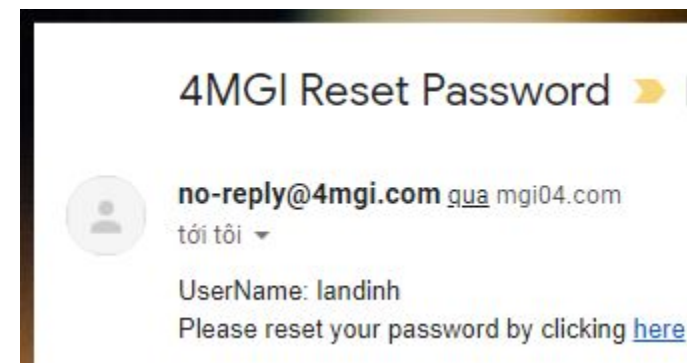 4MGI Reset Password
no-reply@4mgi.com qua mgi04.com
tới tôi
UserName: landinh
Please reset your password by clicking here